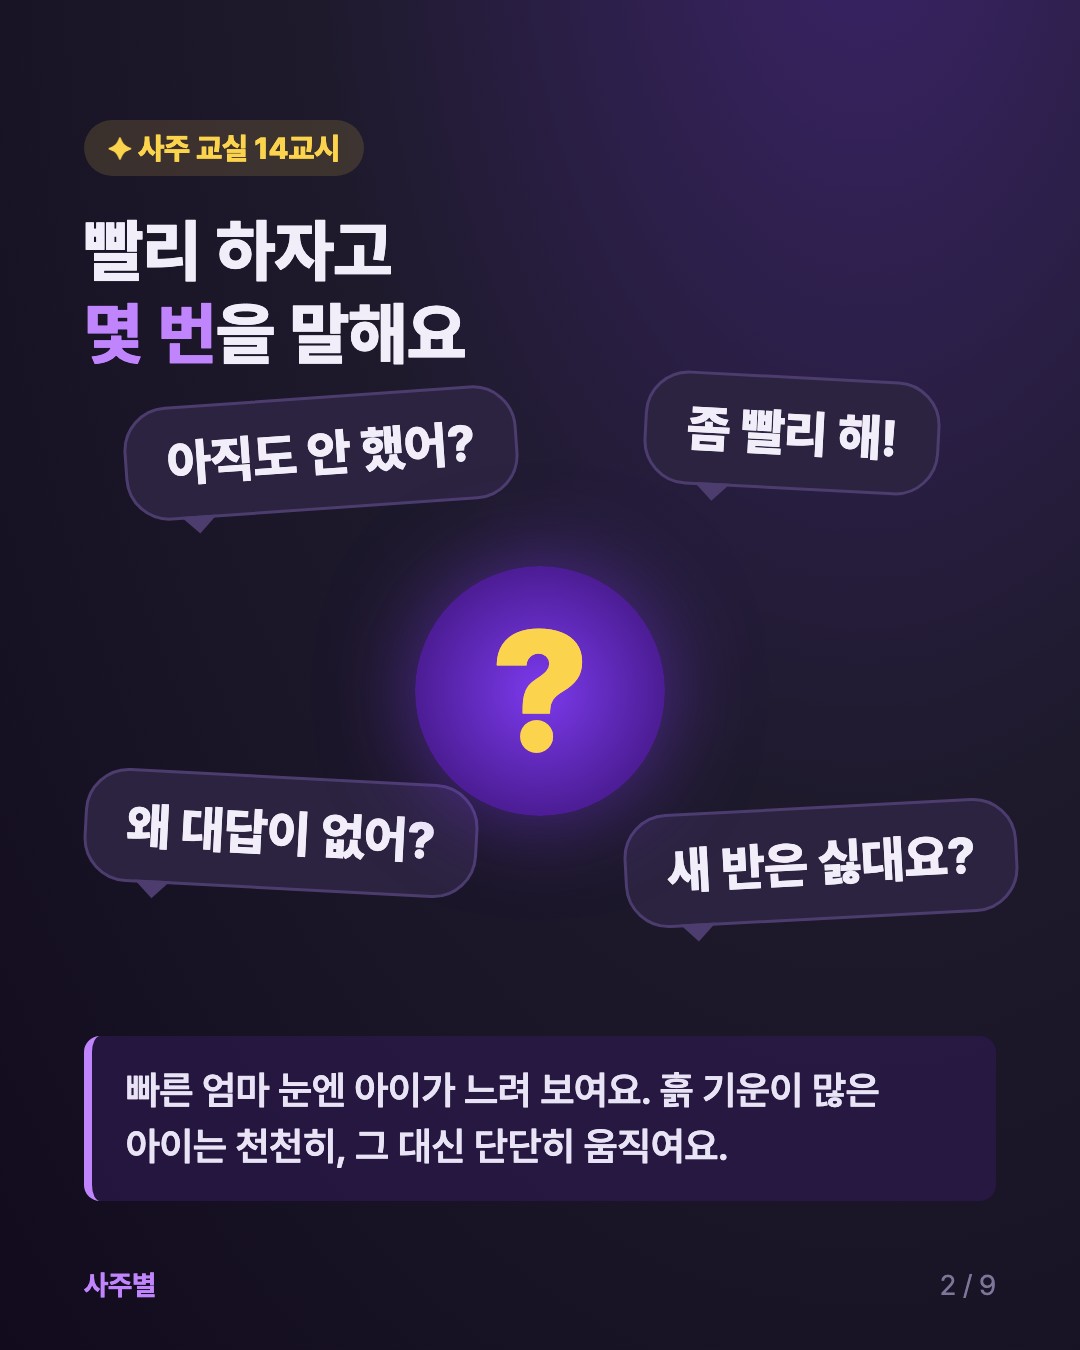 ✦ 사주 교실 14교시
빨리 하자고
몇 번을 말해요
아직도 안 했어?
좀 빨리 해!
?
왜 대답이 없어?
새 반은 싫대요?
빠른 엄마 눈엔 아이가 느려 보여요. 흙 기운이 많은
아이는 천천히, 그 대신 단단히 움직여요.
사주별
2 / 9